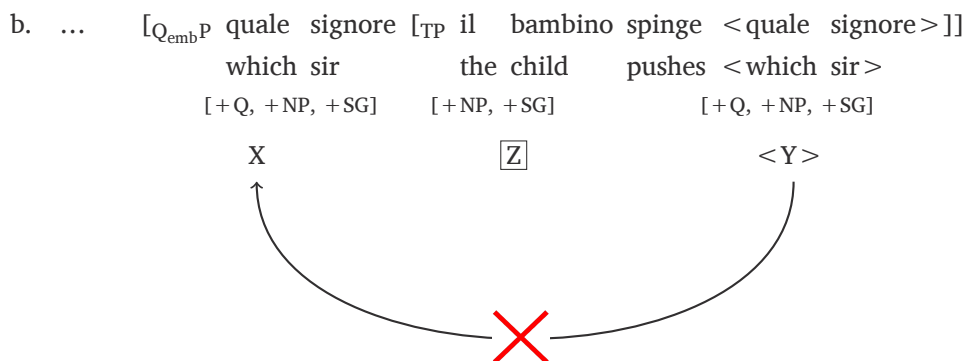 b. … [Q_emb P quale signore [TP il bambino spinge <quale signore>]]
which sir the child pushes <which sir>
[+Q, +NP, +SG] [+NP, +SG] [+Q, +NP, +SG]
X Z <Y>